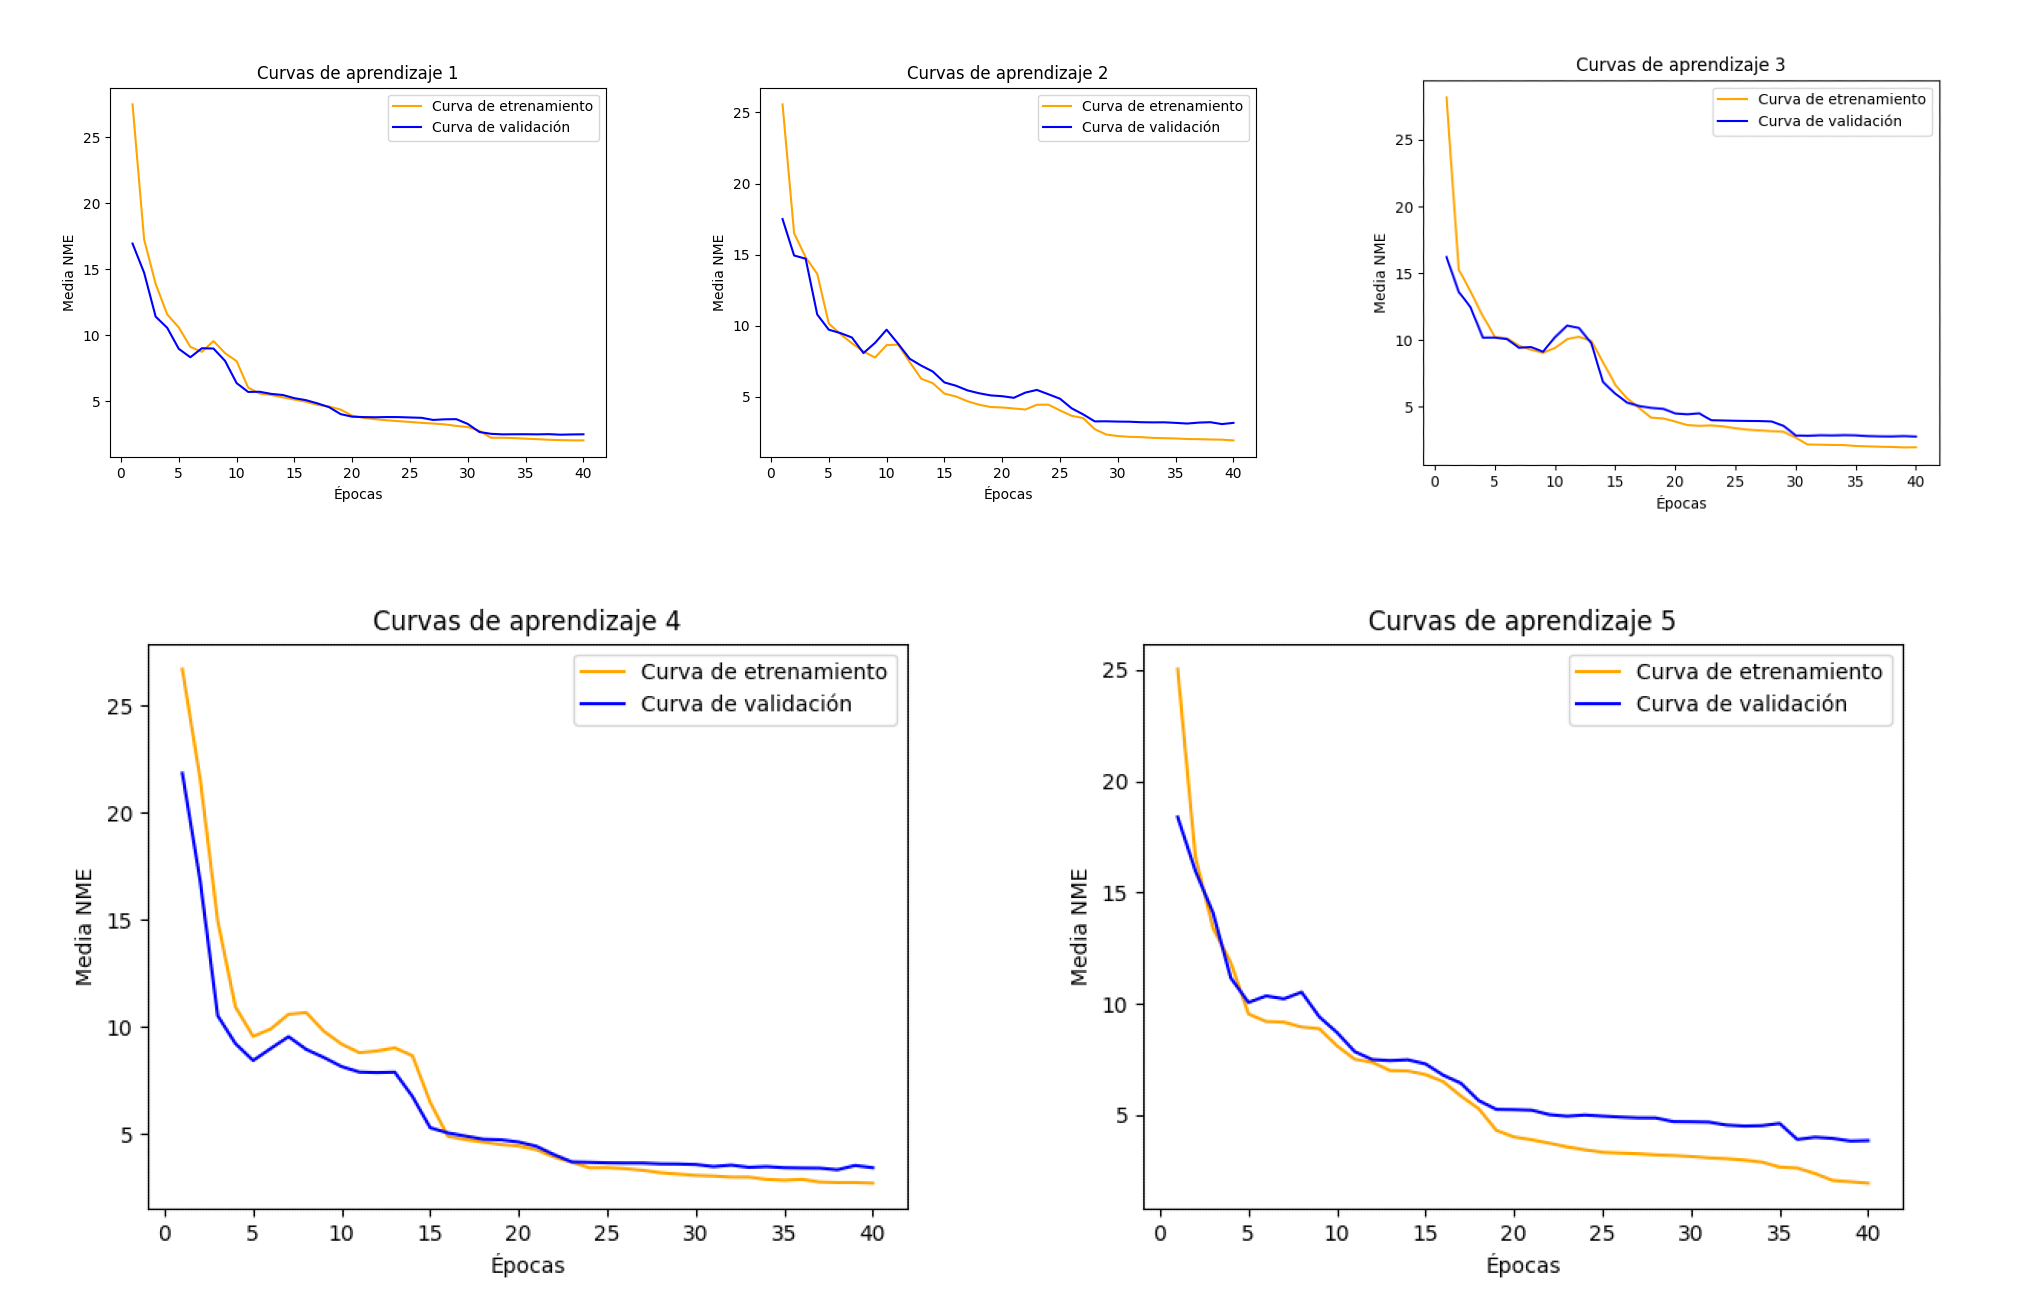 Curvas de aprendizaje 1
Curva de etrenamiento
Curva de validación
25
20
15
10
5
Media NME
0 5 10 15 20 25 30 35 40
Épocas
Curvas de aprendizaje 2
Curva de etrenamiento
Curva de validación
25
20
15
10
5
Media NME
0 5 10 15 20 25 30 35 40
Épocas
Curvas de aprendizaje 3
Curva de etrenamiento
Curva de validación
25
20
15
10
5
Media NME
0 5 10 15 20 25 30 35 40
Épocas
Curvas de aprendizaje 4
Curva de etrenamiento
Curva de validación
25
20
15
10
5
Media NME
0 5 10 15 20 25 30 35 40
Épocas
Curvas de aprendizaje 5
Curva de etrenamiento
Curva de validación
25
20
15
10
5
Media NME
0 5 10 15 20 25 30 35 40
Épocas